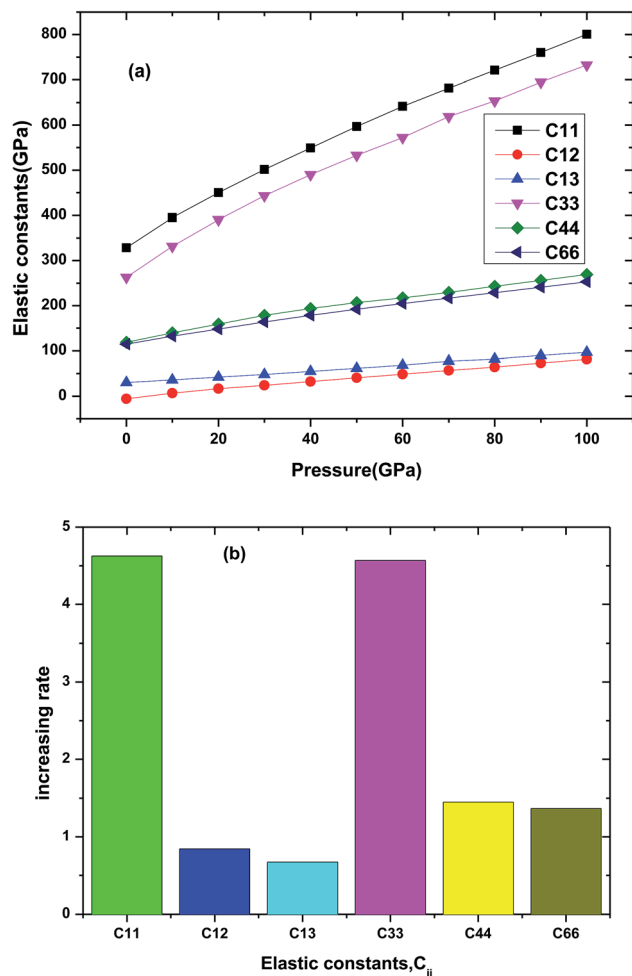 (a)
Elastic constants(GPa)
800
700
600
500
400
300
200
100
0
C11
C12
C13
C33
C44
C66
0 20 40 60 80 100
Pressure(GPa)
(b)
increasing rate
5
4
3
2
1
0
C11 C12 C13 C33 C44 C66
Elastic constants,C_ij